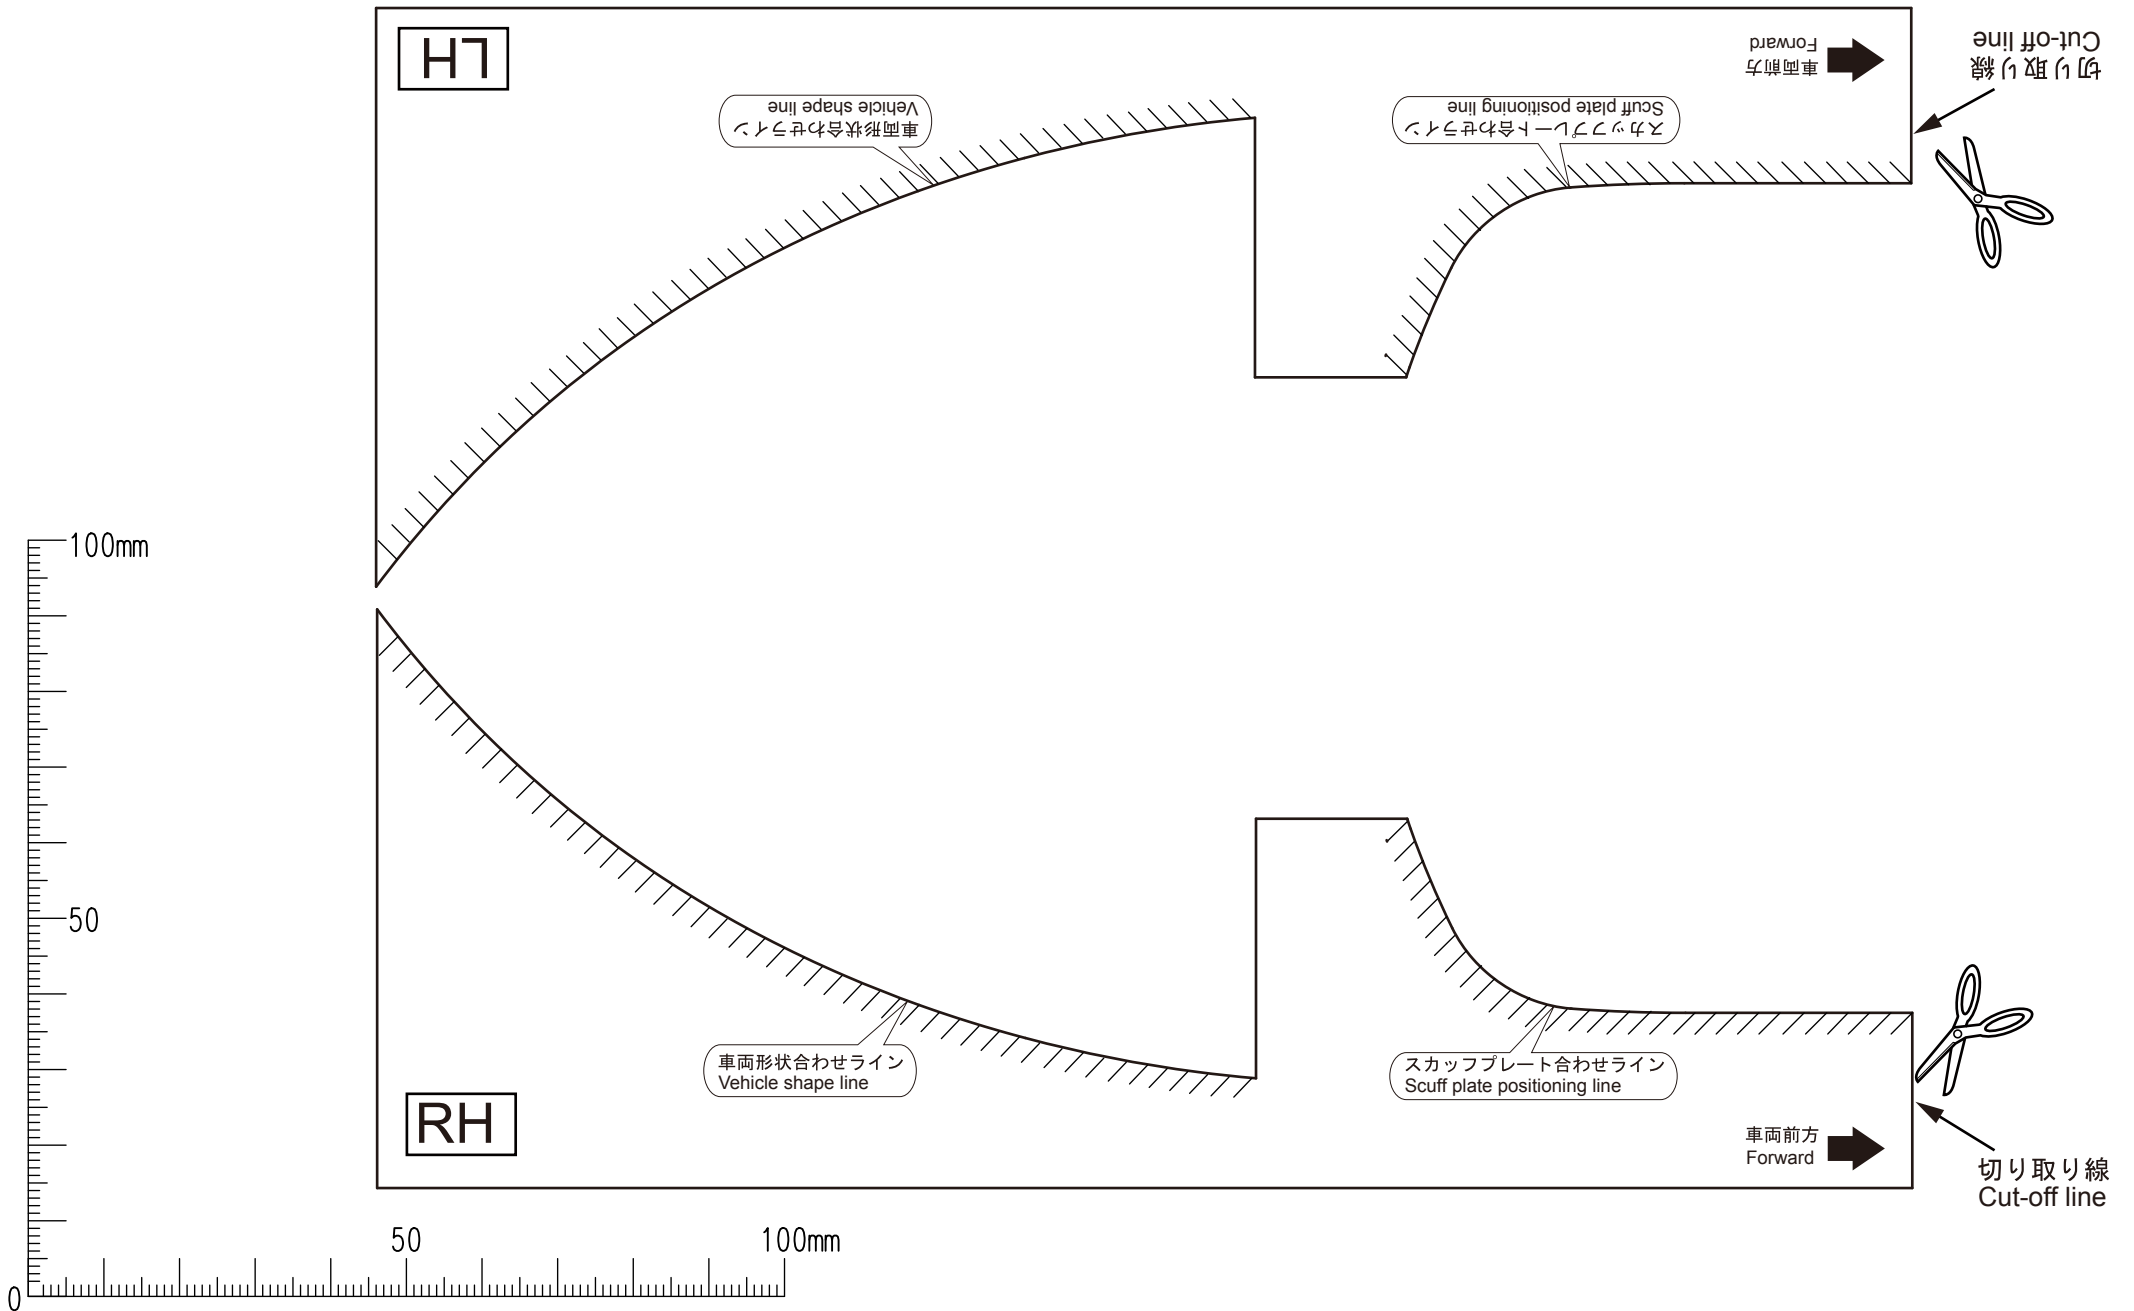 LH
車両前方
Forward
切り取り線
Cut-off line
車両形状合わせライン
Vehicle shape line
スカッフプレート合わせライン
Scuff plate positioning line
100mm
50
車両形状合わせライン
Vehicle shape line
スカッフプレート合わせライン
Scuff plate positioning line
RH
車両前方
Forward
切り取り線
Cut-off line
50
100mm
0